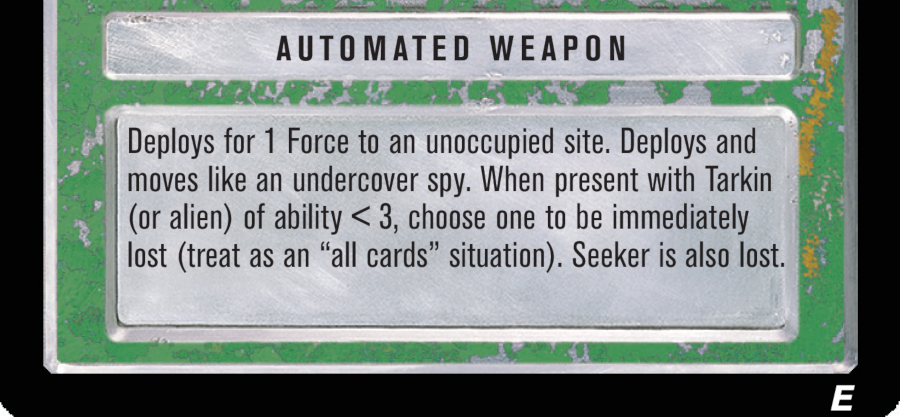 AUTOMATED WEAPON
Deploys for 1 Force to an unoccupied site. Deploys and
moves like an undercover spy. When present with Tarkin
(or alien) of ability < 3, choose one to be immediately
lost (treat as an “all cards” situation). Seeker is also lost.
E